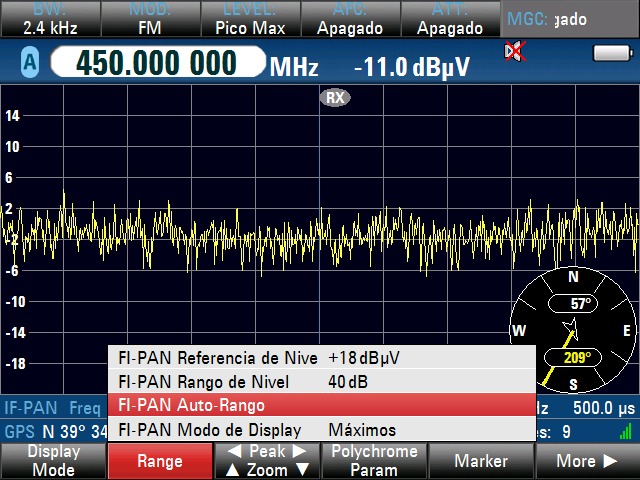 BW: MOD: LEVEL: AFC: ATT: MGC: gado
2.4 kHz FM Pico Max Apagado Apagado
A 450.000 000 MHz -11.0 dBµV
RX
14
10
6
2
-2
-6
-10
-14
-18
N
57°
W E
209°
S
FI-PAN Referencia de Nive +18 dBµV
FI-PAN Rango de Nivel 40 dB
FI-PAN Auto-Rango
FI-PAN Modo de Display Máximos
IF-PAN Freq Hz 500.0 µs
GPS N 39° 34 es: 9
Display Mode
Range
◄ Peak ►
▲ Zoom ▼
Polychrome Param
Marker
More ►